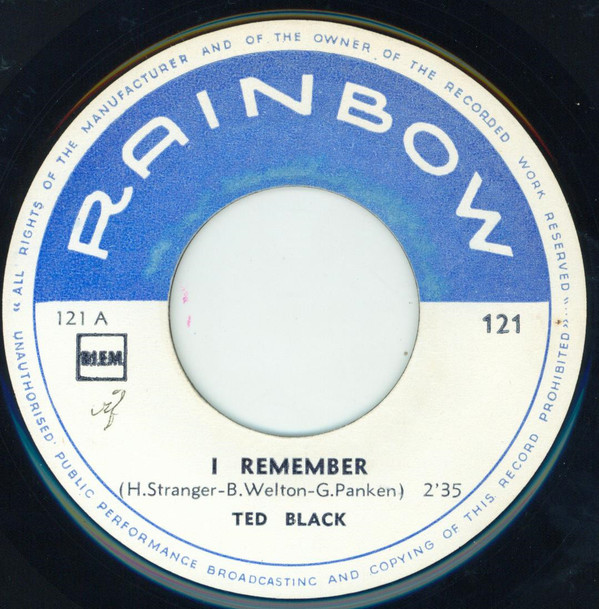 « ALL RIGHTS OF THE MANUFACTURER AND OF THE OWNER OF THE RECORDED WORK RESERVED »
RAINBOW
121 A
121
B.I.E.M.
I REMEMBER
(H.Stranger-B.Welton-G.Panken) 2'35
TED BLACK
UNAUTHORISED PUBLIC PERFORMANCE BROADCASTING AND COPYING OF THIS RECORD PROHIBITED »...